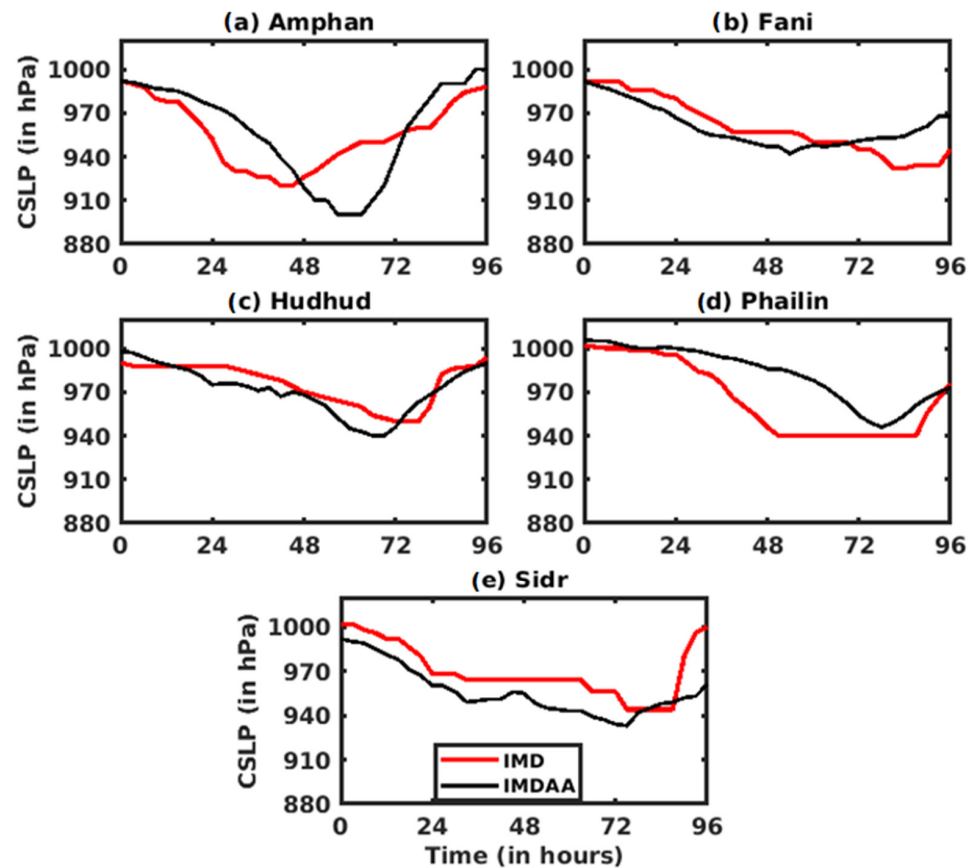 (a) Amphan
(b) Fani
CSLP (in hPa)
1000
970
940
910
880
0 24 48 72 96
1000
970
940
910
880
0 24 48 72 96
(c) Hudhud
(d) Phailin
CSLP (in hPa)
1000
970
940
910
880
0 24 48 72 96
1000
970
940
910
880
0 24 48 72 96
(e) Sidr
CSLP (in hPa)
1000
970
940
910
880
IMD
IMDAA
0 24 48 72 96
Time (in hours)